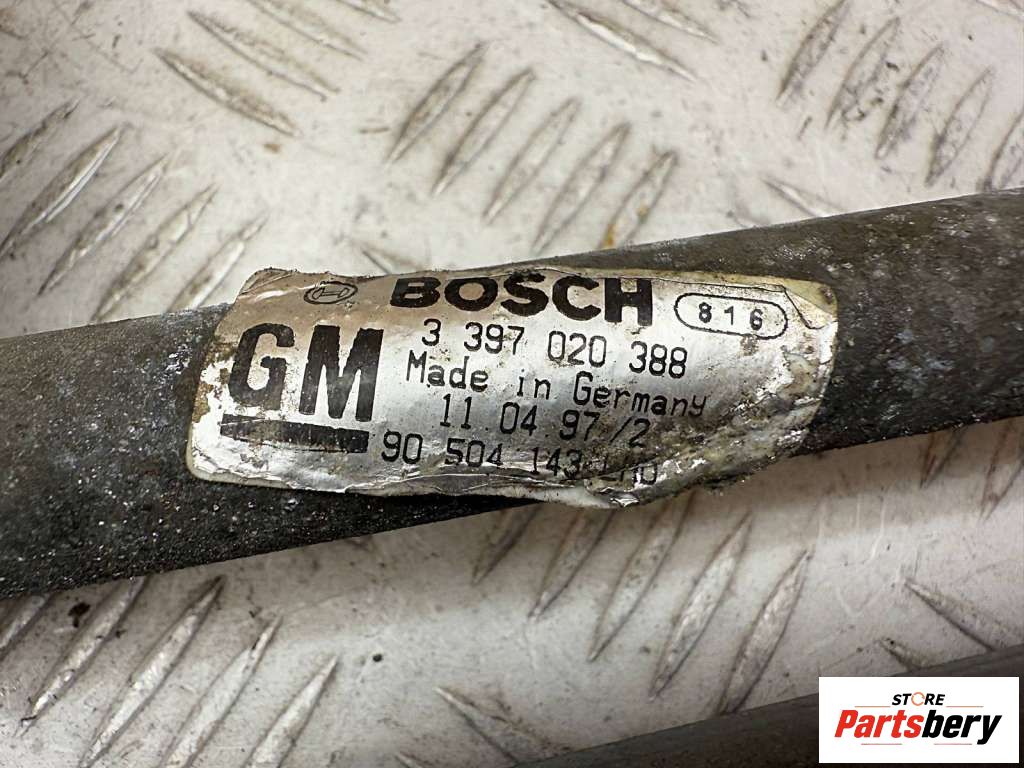 BOSCH 816
GM
3 397 020 388
Made in Germany
11 04 97/2
90 504 143
STORE
Partsbery